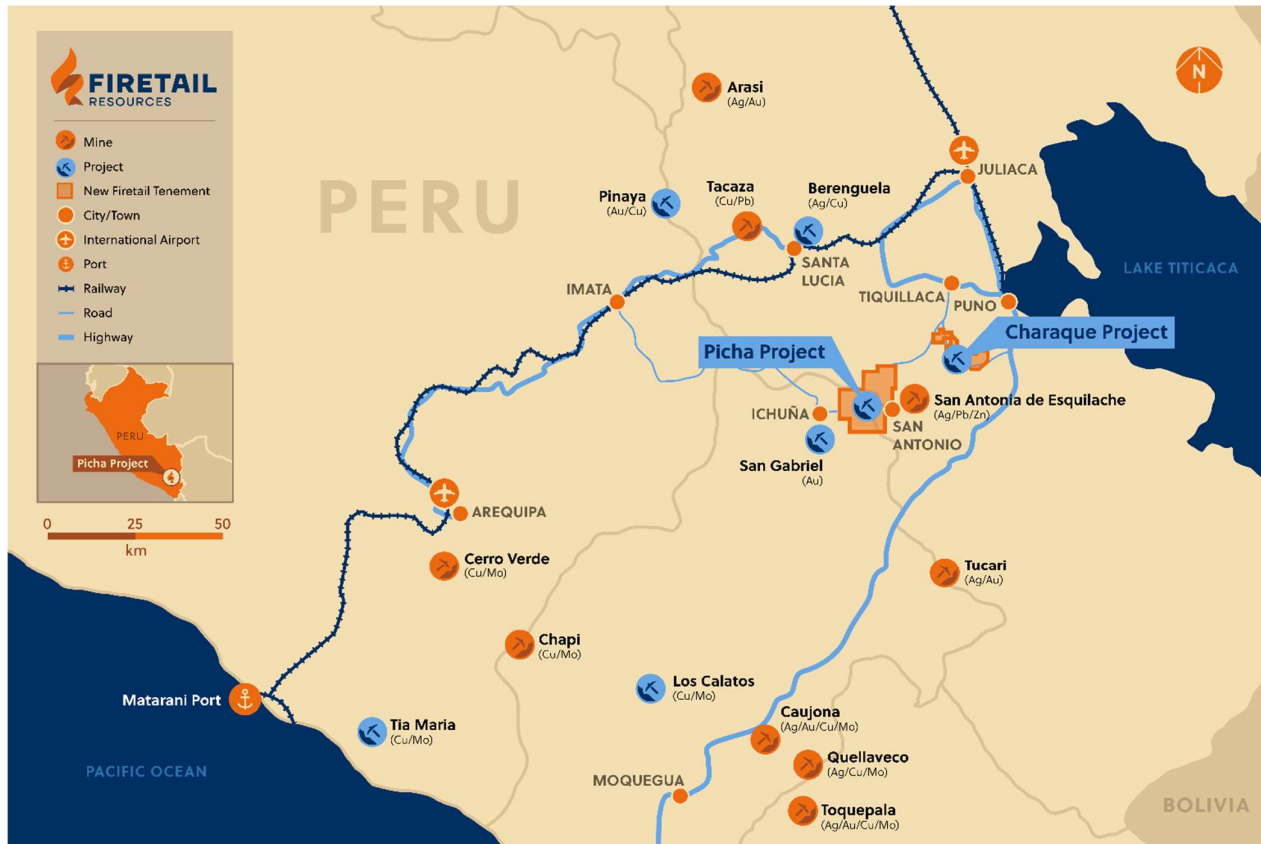 FIRETAIL
RESOURCES
Mine
Project
New Firetail Tenement
City/Town
International Airport
Port
Railway
Road
Highway
PERU
Picha Project
0 25 50
km
N
PERU
Arasi
(Ag/Au)
JULIACA
Pinaya
(Au/Cu)
Tacaza
(Cu/Pb)
Berenguela
(Ag/Cu)
SANTA
LUCIA
LAKE TITICACA
IMATA
TIQUILLACA
PUNO
Picha Project
Charaque Project
ICHUÑA
San Antonia de Esquilache
(Ag/Pb/Zn)
SAN
ANTONIO
San Gabriel
(Au)
AREQUIPA
Cerro Verde
(Cu/Mo)
Tucari
(Ag/Au)
Chapi
(Cu/Mo)
Los Calatos
(Cu/Mo)
Matarani Port
Tia Maria
(Cu/Mo)
Caujona
(Ag/Au/Cu/Mo)
Quellaveco
(Ag/Cu/Mo)
PACIFIC OCEAN
MOQUEGUA
Toquepala
(Ag/Au/Cu/Mo)
BOLIVIA